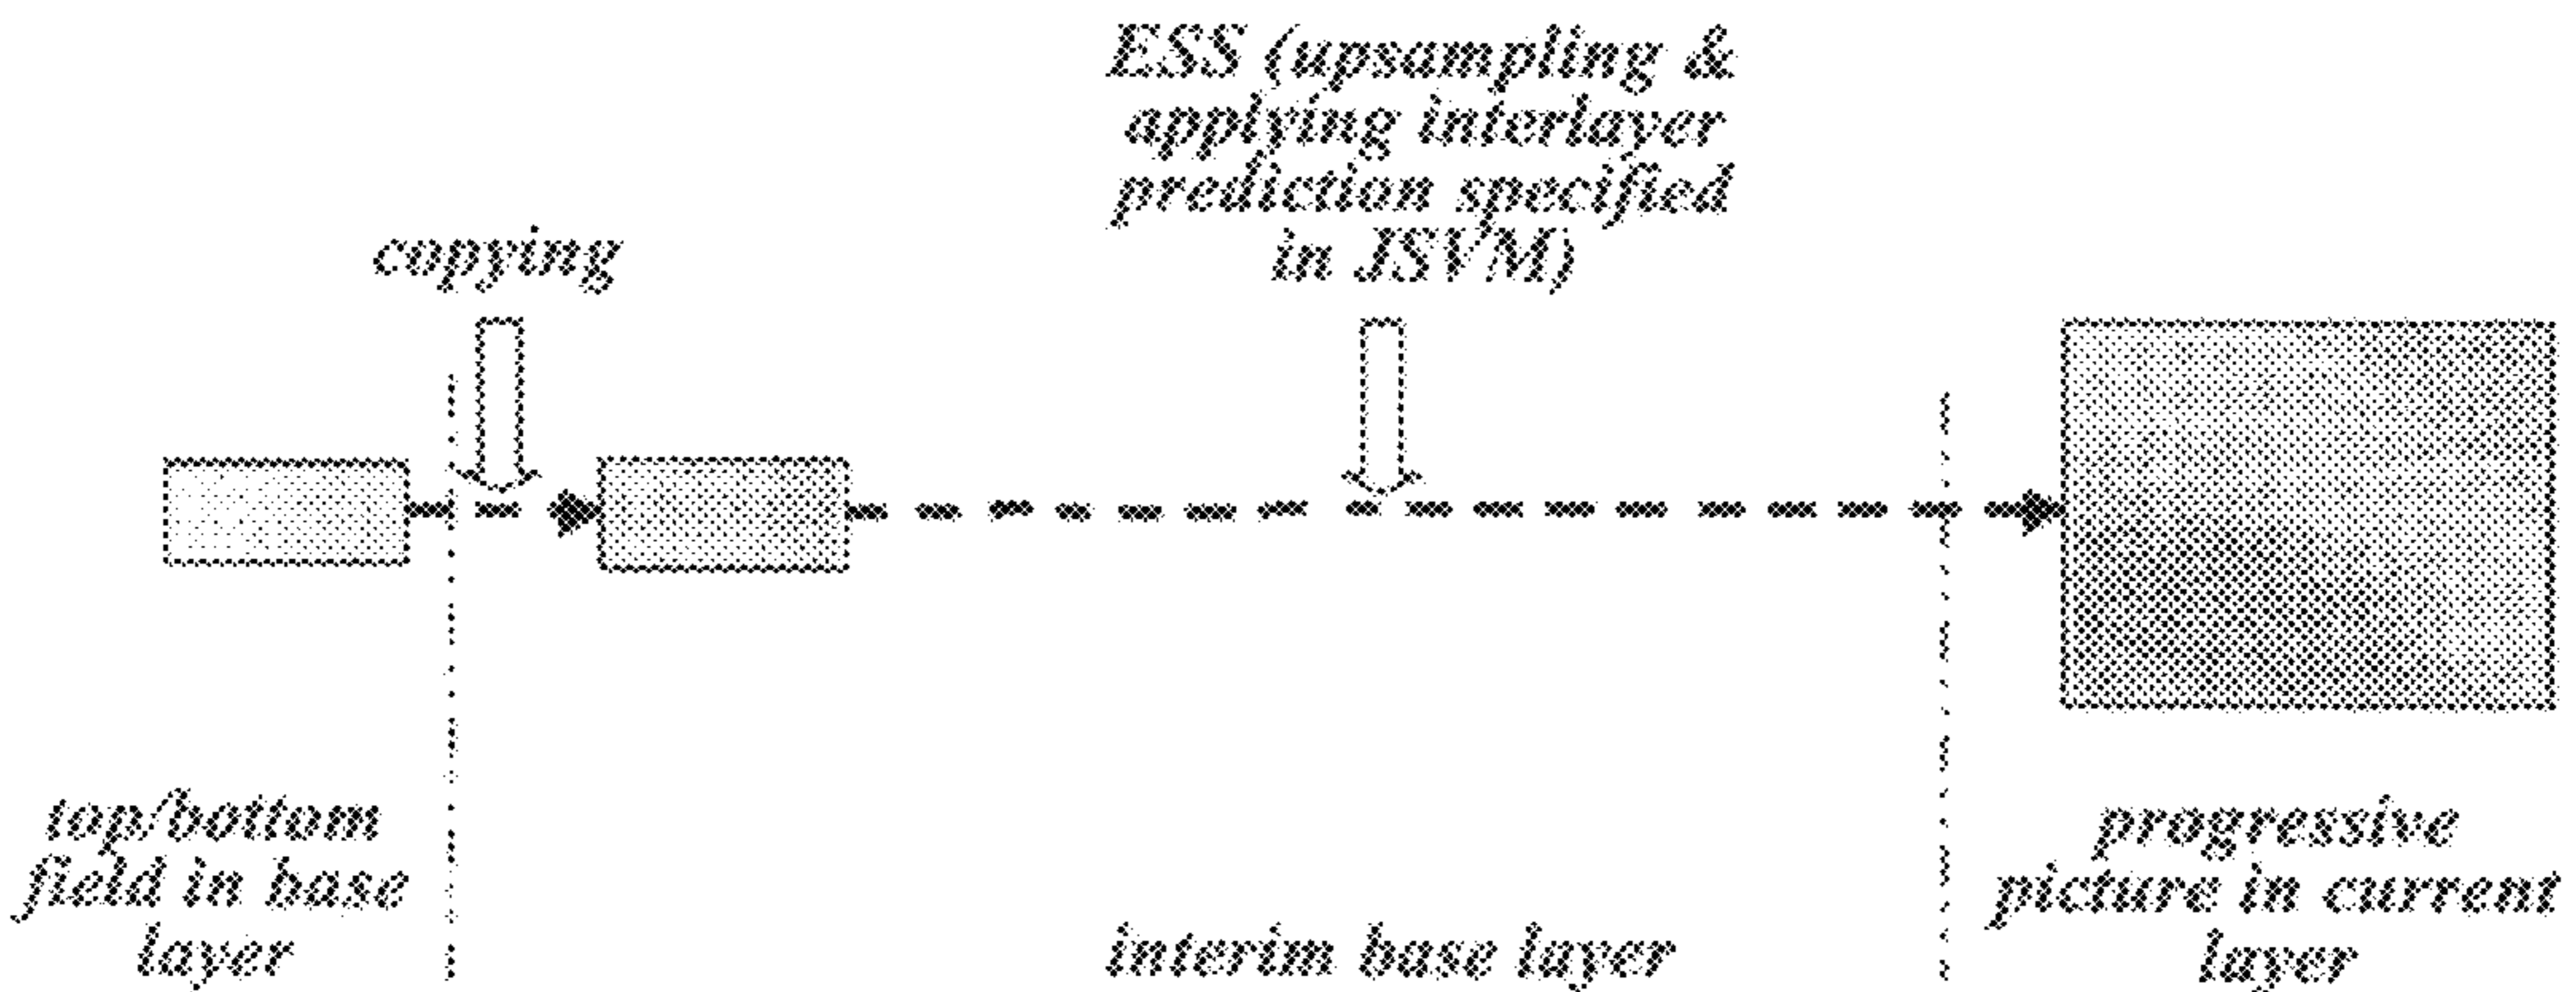 ESS (upsampling &
applying interlayer
prediction specified
in JSVM)
copying
top/bottom
field in base
layer
interim base layer
progressive
picture in current
layer